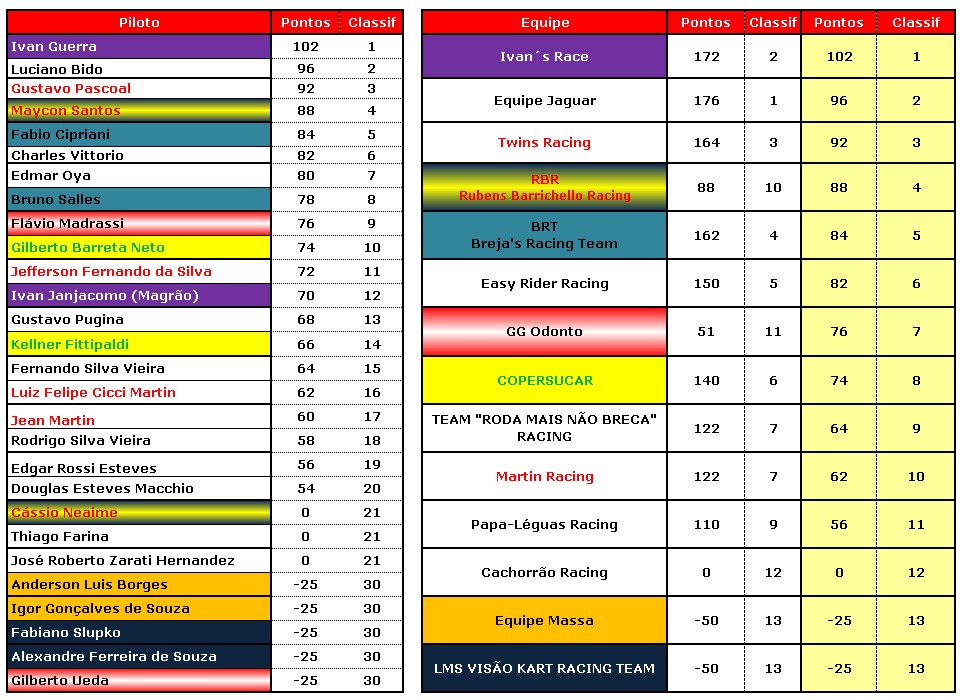 Piloto Pontos Classif
Ivan Guerra 102 1
Luciano Bido 96 2
Gustavo Pascoal 92 3
Maycon Santos 88 4
Fabio Cipriani 84 5
Charles Vittorio 82 6
Edmar Oya 80 7
Bruno Salles 78 8
Flávio Madrassi 76 9
Gilberto Barreta Neto 74 10
Jefferson Fernando da Silva 72 11
Ivan Janjacomo (Magrão) 70 12
Gustavo Pugina 68 13
Kellner Fittipaldi 66 14
Fernando Silva Vieira 64 15
Luiz Felipe Cicci Martin 62 16
Jean Martin 60 17
Rodrigo Silva Vieira 58 18
Edgar Rossi Esteves 56 19
Douglas Esteves Macchio 54 20
Cássio Neaime 0 21
Thiago Farina 0 21
José Roberto Zarati Hernandez 0 21
Anderson Luis Borges -25 30
Igor Gonçalves de Souza -25 30
Fabiano Slupko -25 30
Alexandre Ferreira de Souza -25 30
Gilberto Ueda -25 30
Equipe Pontos Classif Pontos Classif
Ivan´s Race 172 2 102 1
Equipe Jaguar 176 1 96 2
Twins Racing 164 3 92 3
RBR
Rubens Barrichello Racing 88 10 88 4
BRT
Breja's Racing Team 162 4 84 5
Easy Rider Racing 150 5 82 6
GG Odonto 51 11 76 7
COPERSUCAR 140 6 74 8
TEAM "RODA MAIS NÃO BRECA"
RACING 122 7 64 9
Martin Racing 122 7 62 10
Papa-Léguas Racing 110 9 56 11
Cachorrão Racing 0 12 0 12
Equipe Massa -50 13 -25 13
LMS VISÃO KART RACING TEAM -50 13 -25 13